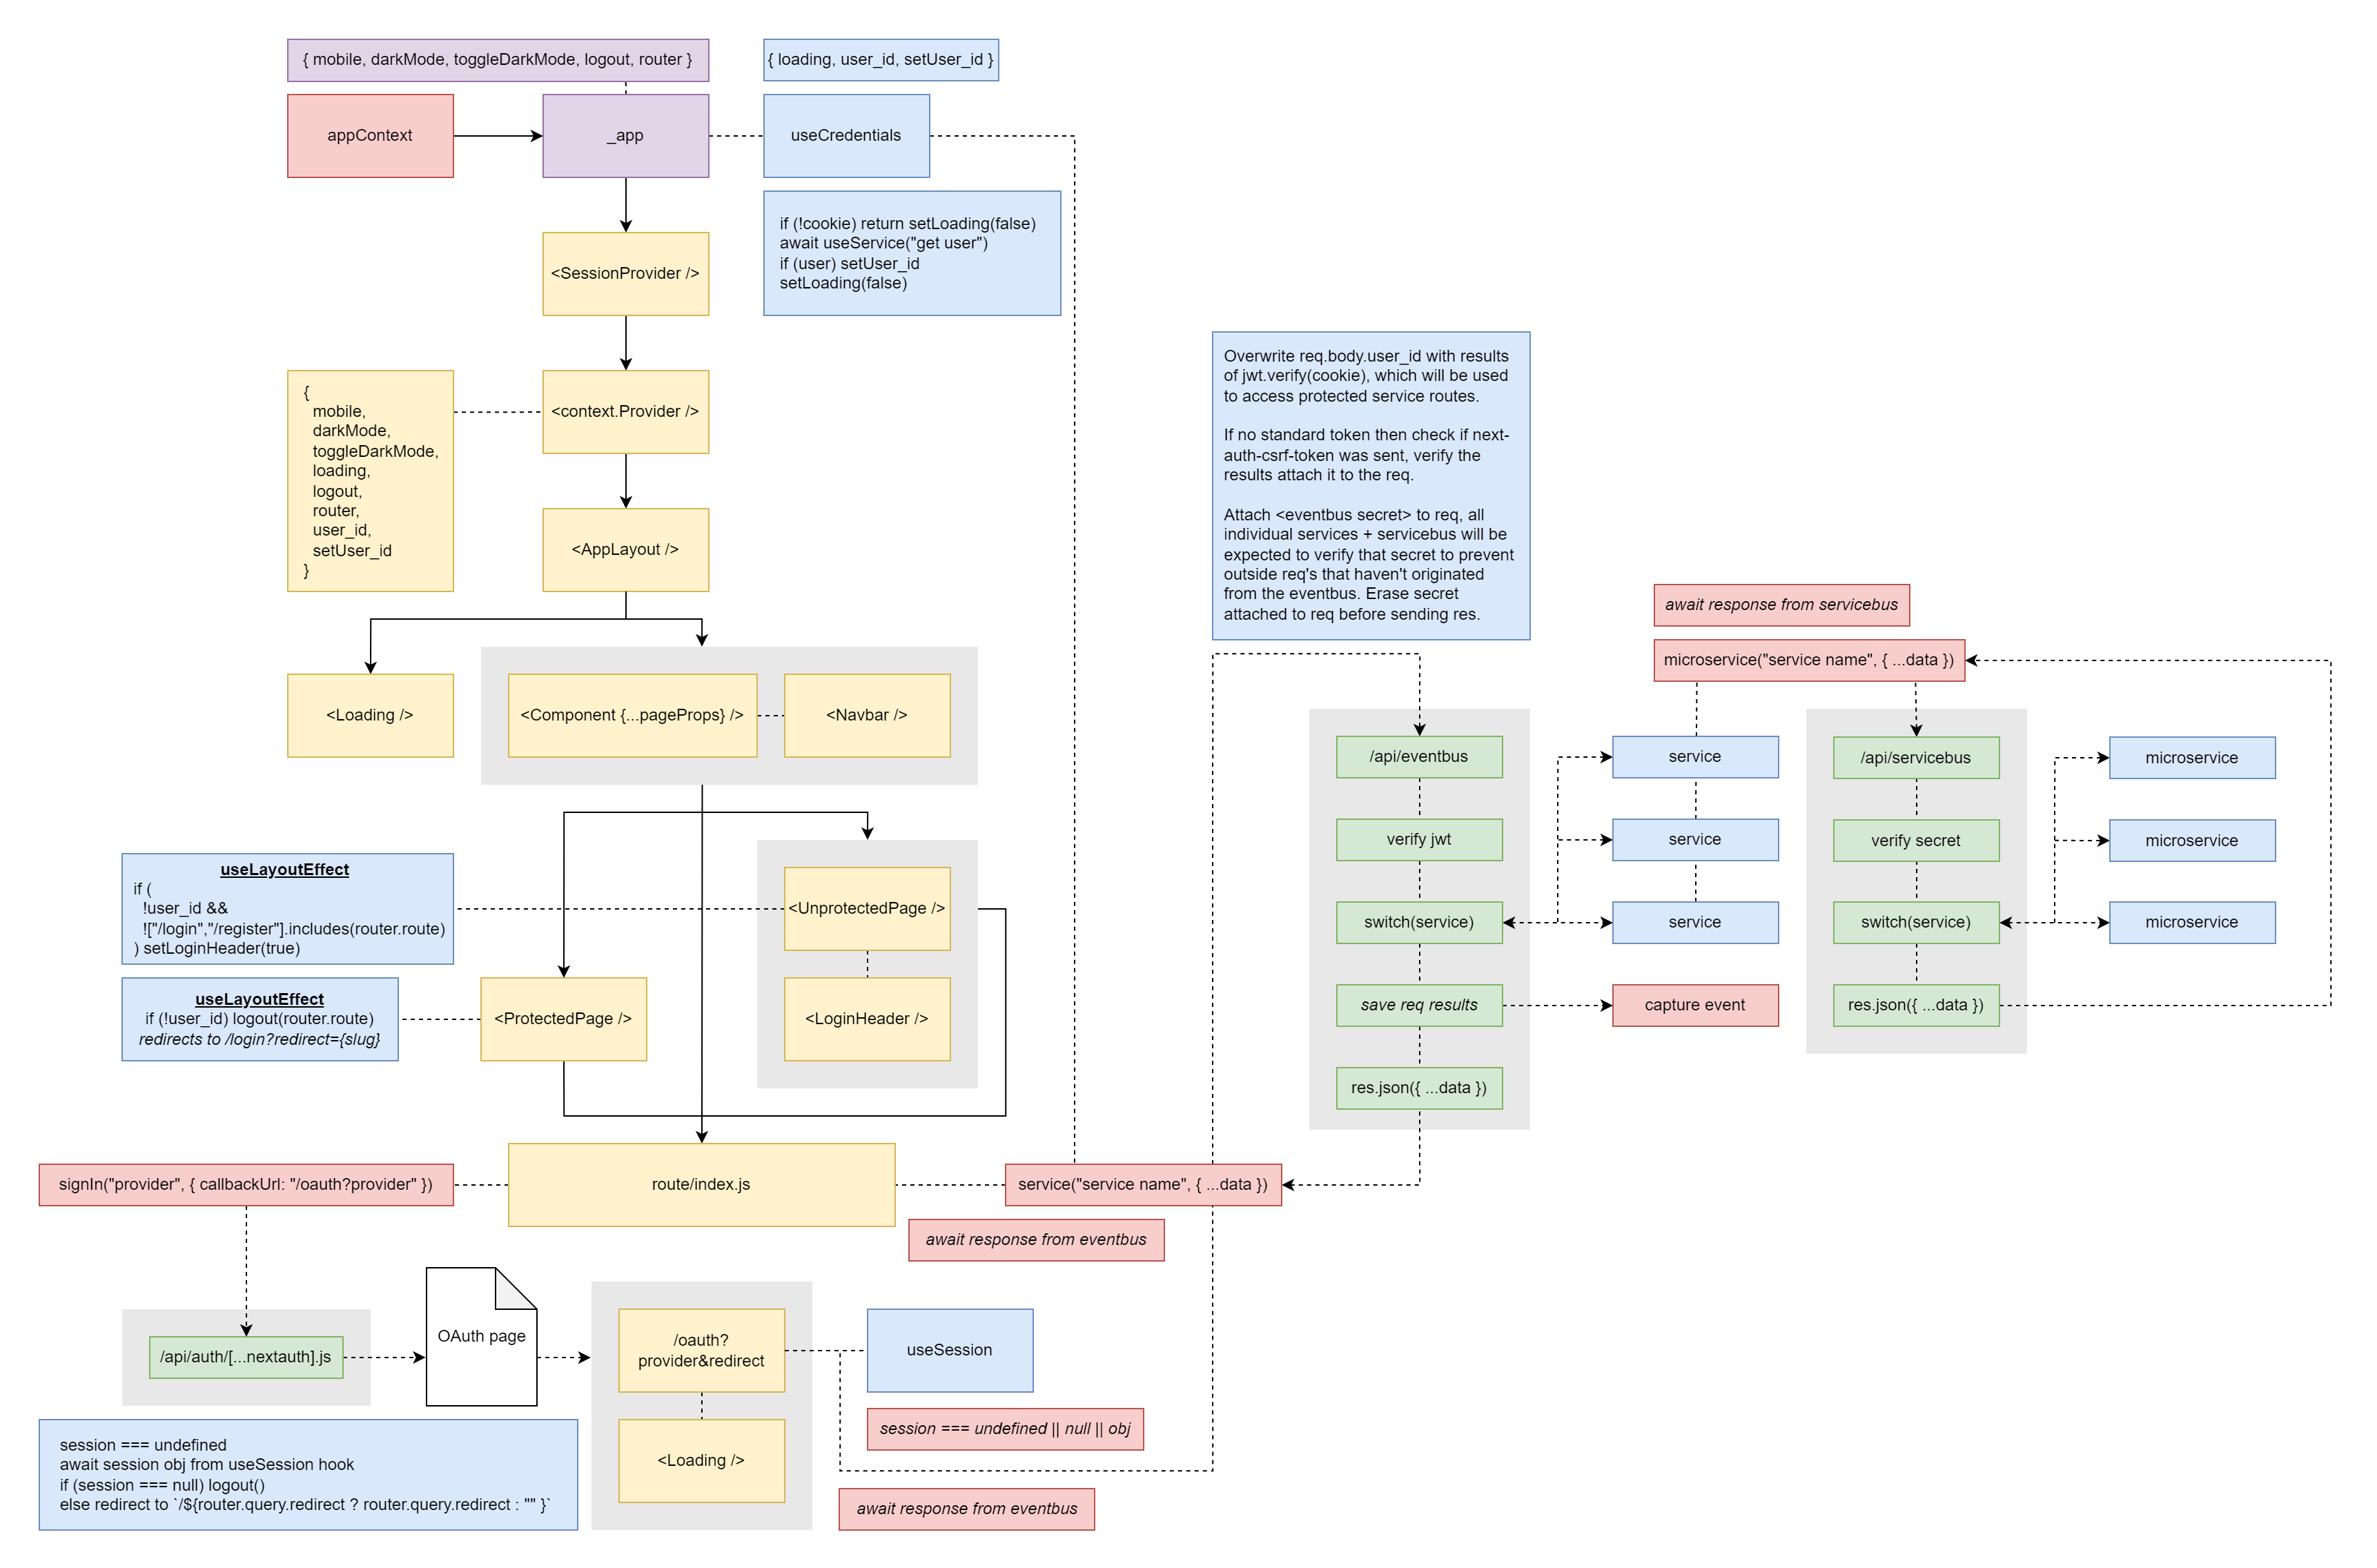 { mobile, darkMode, toggleDarkMode, logout, router }
{ loading, user_id, setUser_id }
appContext
_app
useCredentials
if (!cookie) return setLoading(false)
await useService("get user")
if (user) setUser_id
setLoading(false)
<SessionProvider />
{
mobile,
darkMode,
toggleDarkMode,
loading,
logout,
router,
user_id,
setUser_id
}
<context.Provider />
<AppLayout />
<Loading />
<Component {...pageProps} />
<Navbar />
useLayoutEffect
if (
!user_id &&
!["/login","/register"].includes(router.route)
) setLoginHeader(true)
<UnprotectedPage />
useLayoutEffect
if (!user_id) logout(router.route)
redirects to /login?redirect={slug}
<ProtectedPage />
<LoginHeader />
signIn("provider", { callbackUrl: "/oauth?provider" })
route/index.js
service("service name", { ...data })
await response from eventbus
/api/auth/[...nextauth].js
OAuth page
/oauth?
provider&redirect
<Loading />
useSession
session === undefined || null || obj
await response from eventbus
session === undefined
await session obj from useSession hook
if (session === null) logout()
else redirect to `/${router.query.redirect ? router.query.redirect : "" }`
Overwrite req.body.user_id with results
of jwt.verify(cookie), which will be used
to access protected service routes.
If no standard token then check if next-
auth-csrf-token was sent, verify the
results attach it to the req.
Attach <eventbus secret> to req, all
individual services + servicebus will be
expected to verify that secret to prevent
outside req's that haven't originated
from the eventbus. Erase secret
attached to req before sending res.
/api/eventbus
verify jwt
switch(service)
save req results
res.json({ ...data })
service
service
service
capture event
await response from servicebus
microservice("service name", { ...data })
/api/servicebus
verify secret
switch(service)
res.json({ ...data })
microservice
microservice
microservice